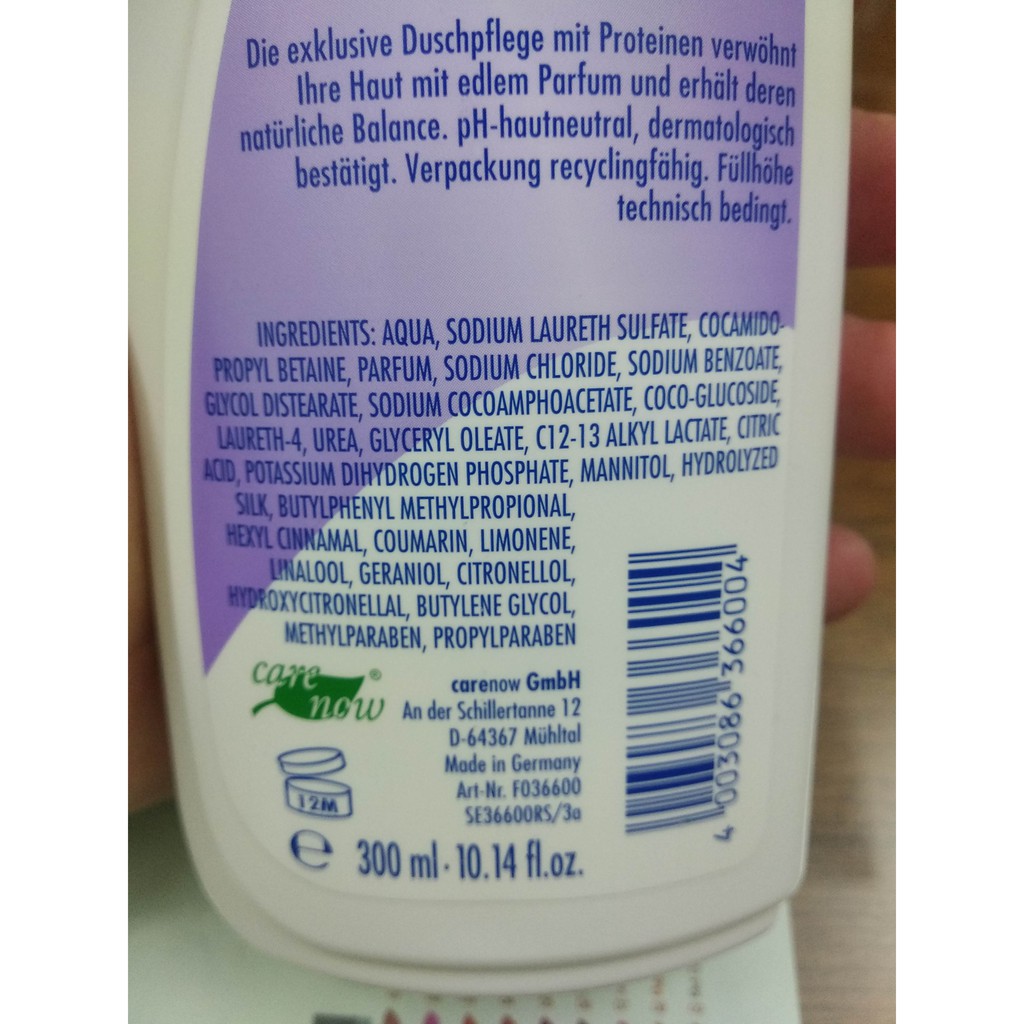 Die exklusive Duschpflege mit Proteinen verwöhnt
Ihre Haut mit edlem Parfum und erhält deren
natürliche Balance. pH-hautneutral, dermatologisch
bestätigt. Verpackung recyclingfähig. Füllhöhe
technisch bedingt.
INGREDIENTS: AQUA, SODIUM LAURETH SULFATE, COCAMIDO-
PROPYL BETAINE, PARFUM, SODIUM CHLORIDE, SODIUM BENZOATE,
GLYCOL DISTEARATE, SODIUM COCOAMPHOACETATE, COCO-GLUCOSIDE,
LAURETH-4, UREA, GLYCERYL OLEATE, C12-13 ALKYL LACTATE, CITRIC
ACID, POTASSIUM DIHYDROGEN PHOSPHATE, MANNITOL, HYDROLYZED
SILK, BUTYLPHENYL METHYLPROPIONAL,
HEXYL CINNAMAL, COUMARIN, LIMONENE,
LINALOOL, GERANIOL, CITRONELLOL,
HYDROXYCITRONELLAL, BUTYLENE GLYCOL,
METHYLPARABEN, PROPYLPARABEN
care
now®
carenow GmbH
An der Schillertanne 12
D-64367 Mühltal
Made in Germany
Art-Nr. F036600
SE36600RS/3a
12M
℮ 300 ml · 10.14 fl.oz.
4 003086 366004